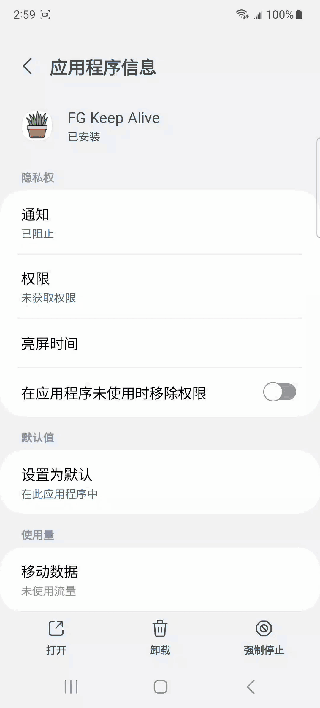 2:59 100%
应用程序信息
FG Keep Alive
已安装
隐私权
通知
已阻止
权限
未获取权限
亮屏时间
在应用程序未使用时移除权限
默认值
设置为默认
在此应用程序中
使用量
移动数据
未使用流量
打开 卸载 强制停止